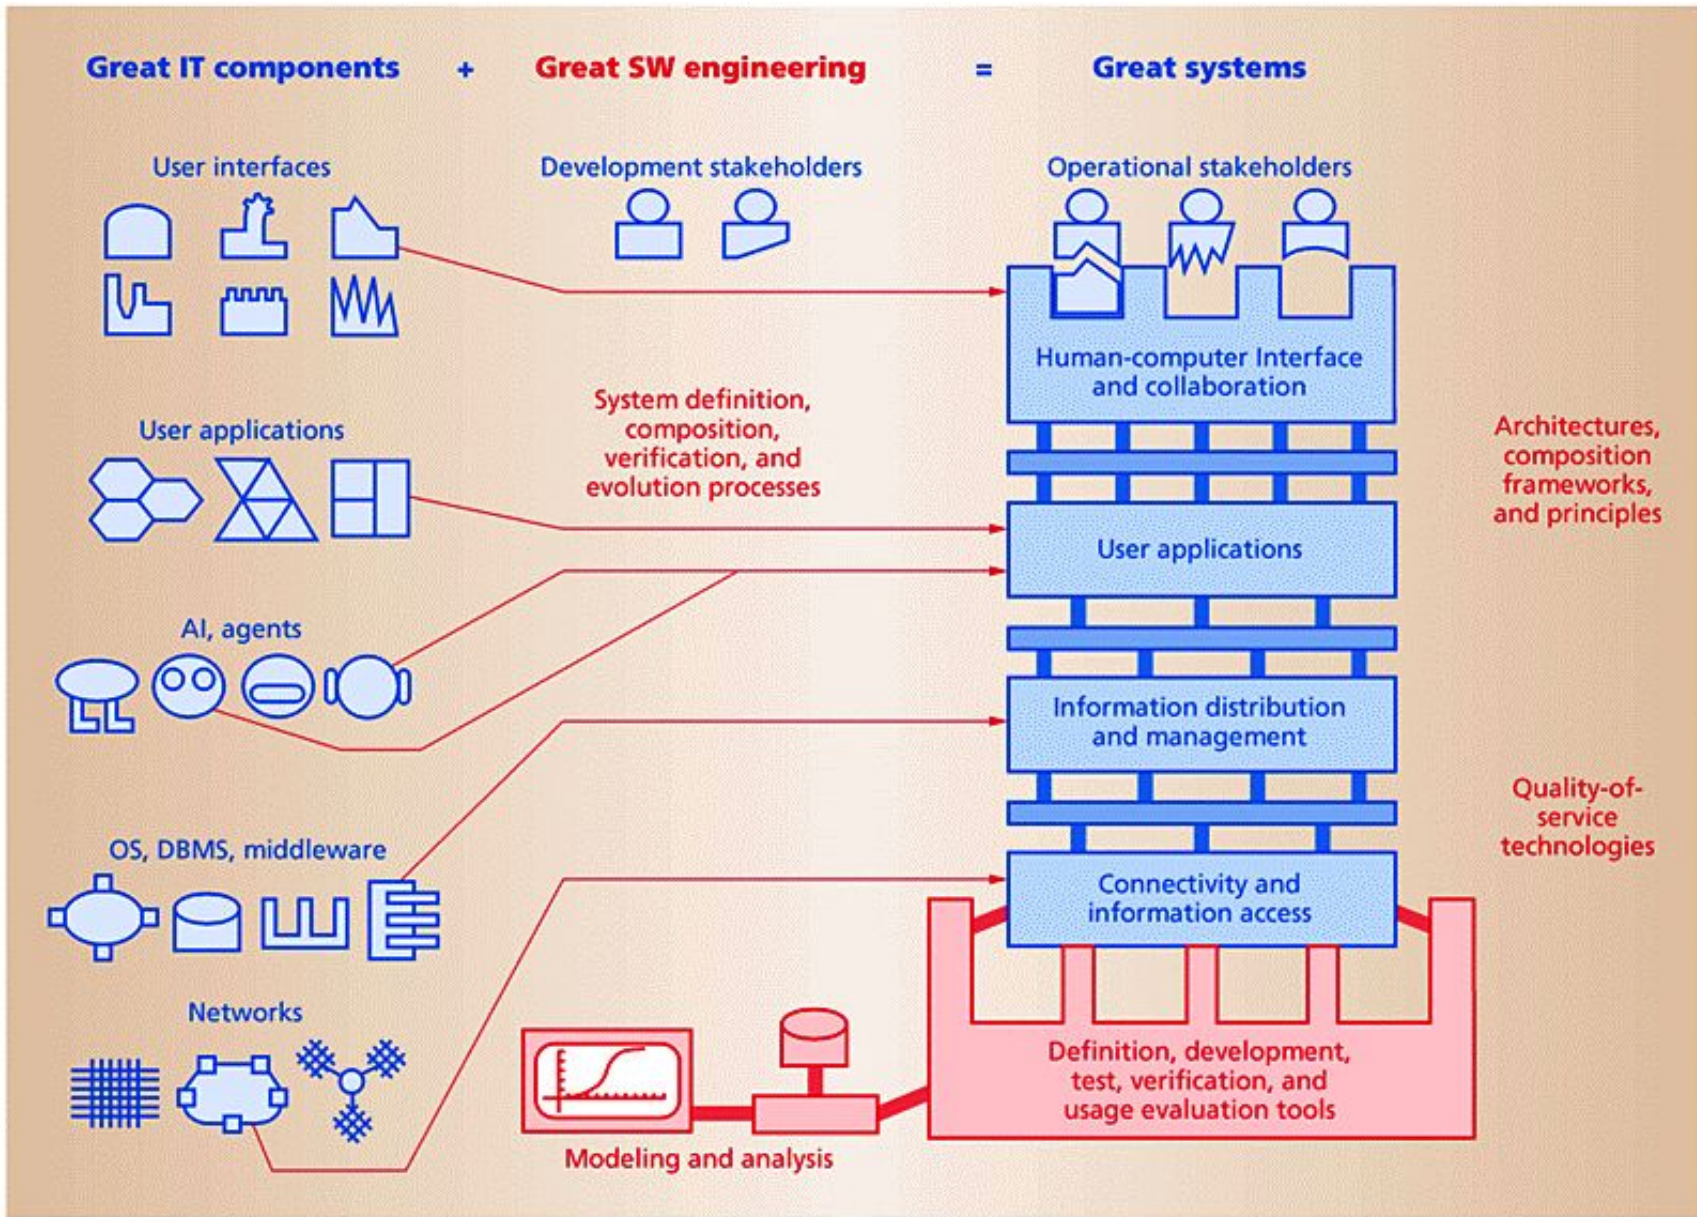 Great IT components + Great SW engineering = Great systems
User interfaces
Development stakeholders
Operational stakeholders
Human-computer Interface
and collaboration
System definition,
composition,
verification, and
evolution processes
Architectures,
composition
frameworks,
and principles
User applications
User applications
AI, agents
Information distribution
and management
Quality-of-
service
technologies
OS, DBMS, middleware
Connectivity and
information access
Networks
Definition, development,
test, verification, and
usage evaluation tools
Modeling and analysis